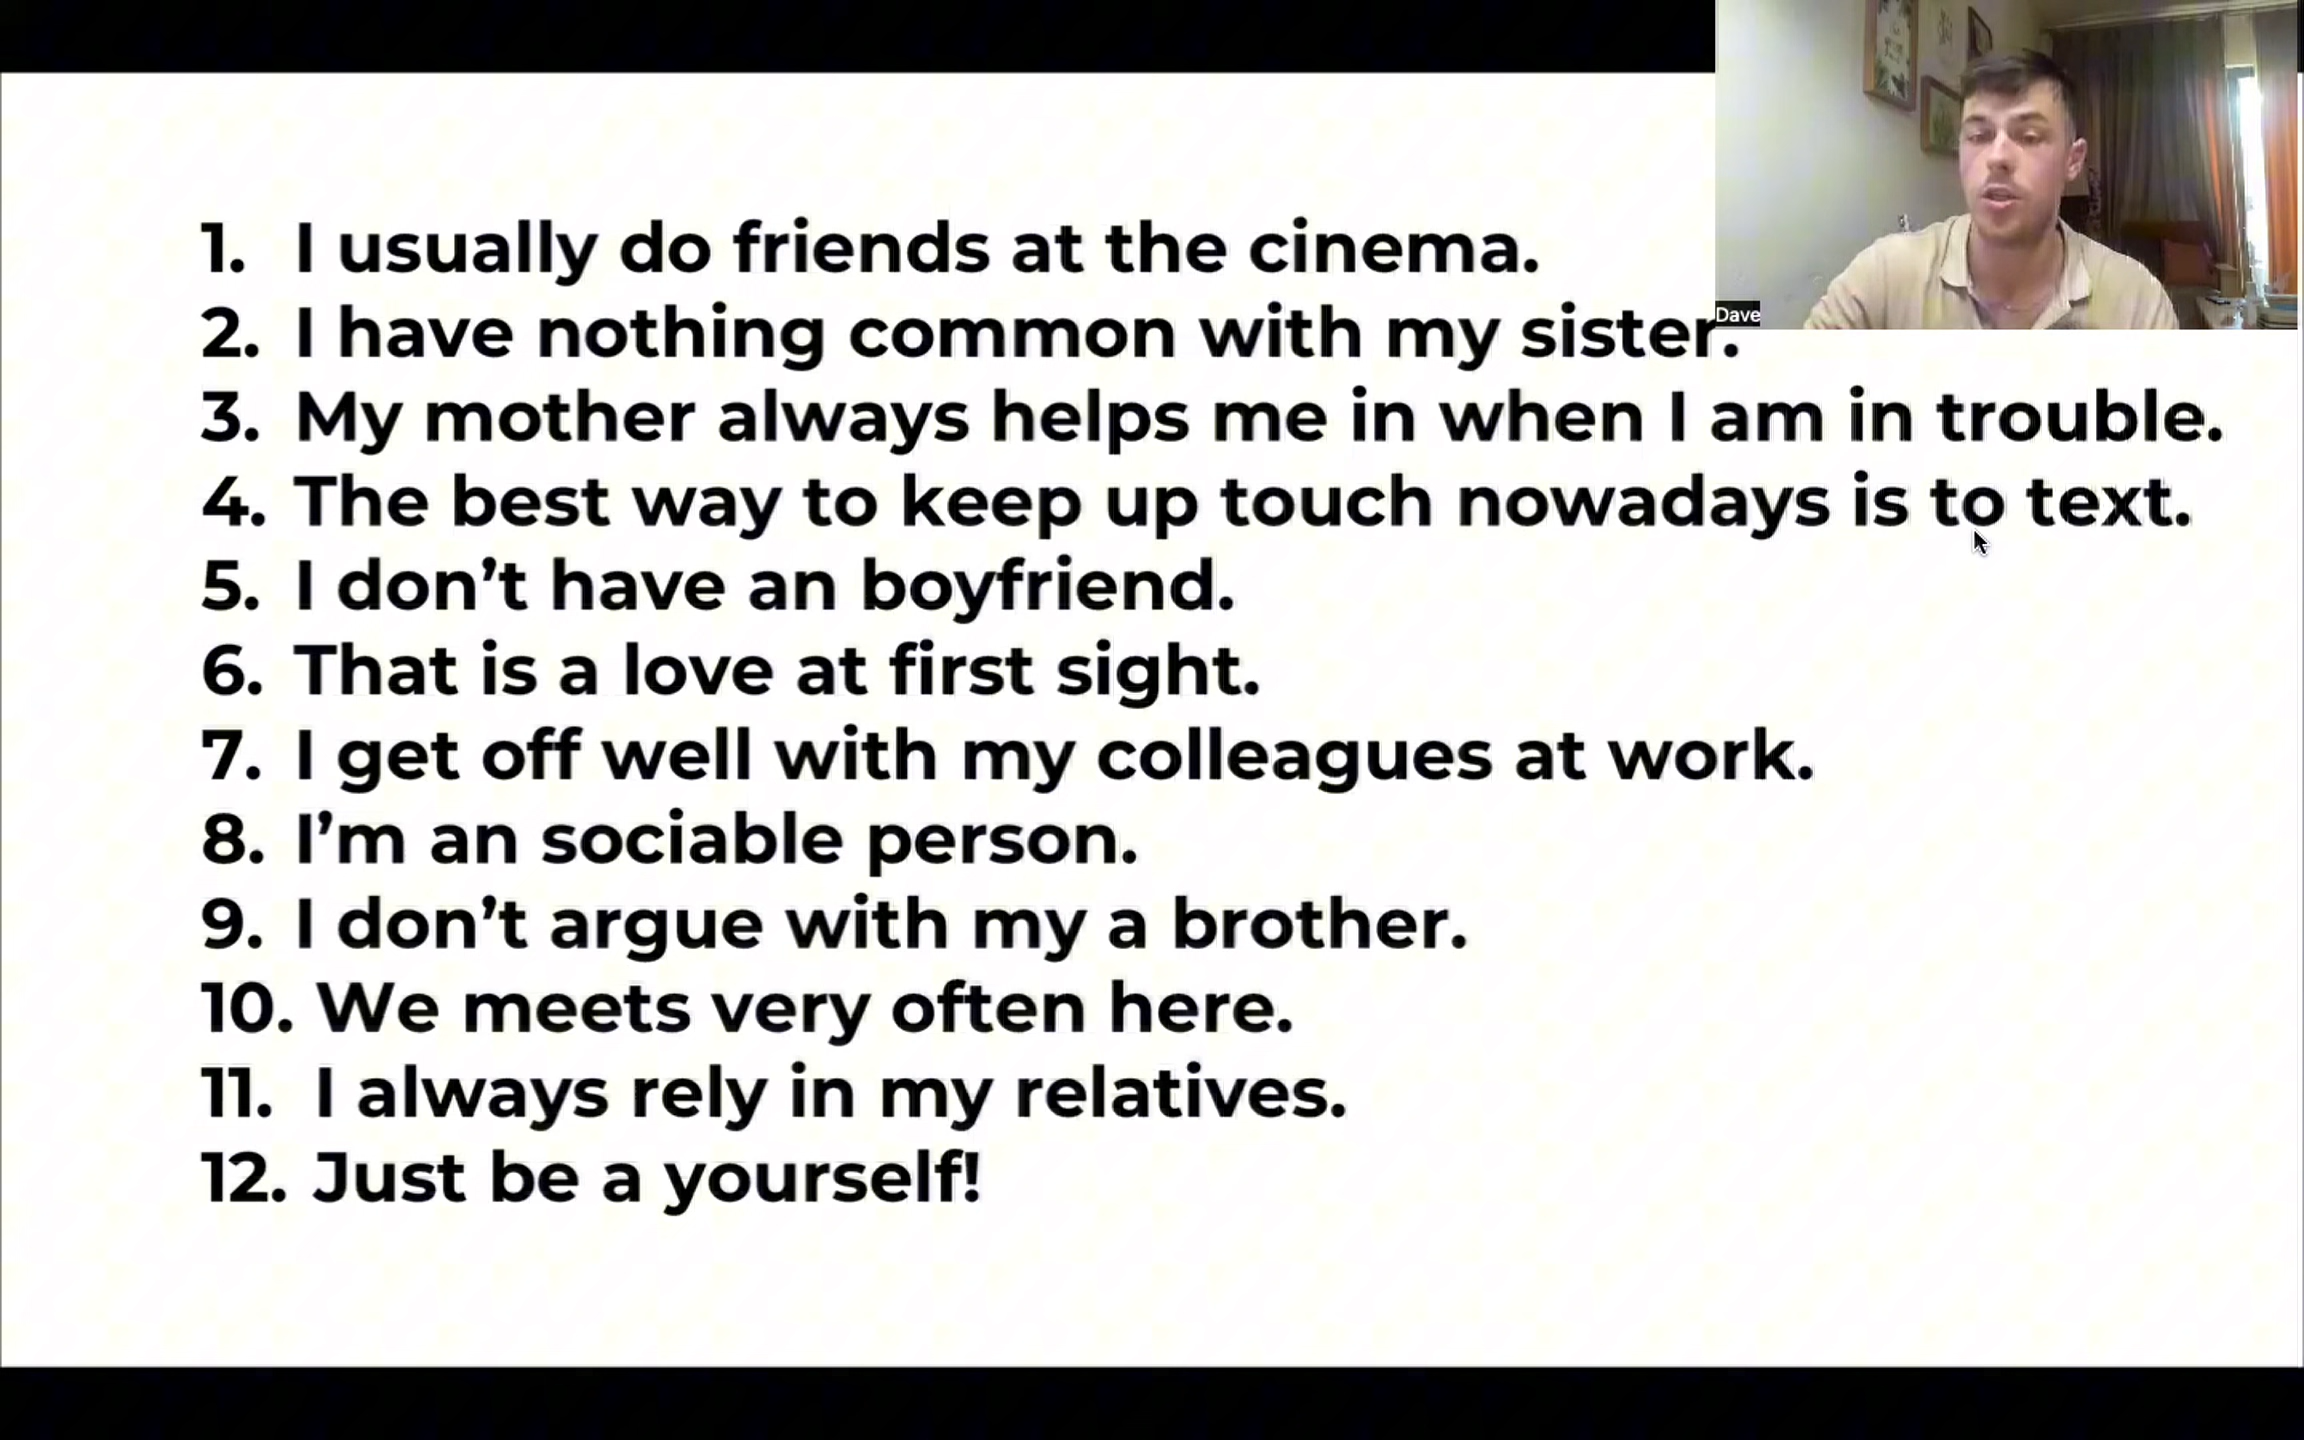 1. I usually do friends at the cinema.
Dave
2. I have nothing common with my sister.
3. My mother always helps me in when I am in trouble.
4. The best way to keep up touch nowadays is to text.
5. I don’t have an boyfriend.
6. That is a love at first sight.
7. I get off well with my colleagues at work.
8. I’m an sociable person.
9. I don’t argue with my a brother.
10. We meets very often here.
11. I always rely in my relatives.
12. Just be a yourself!